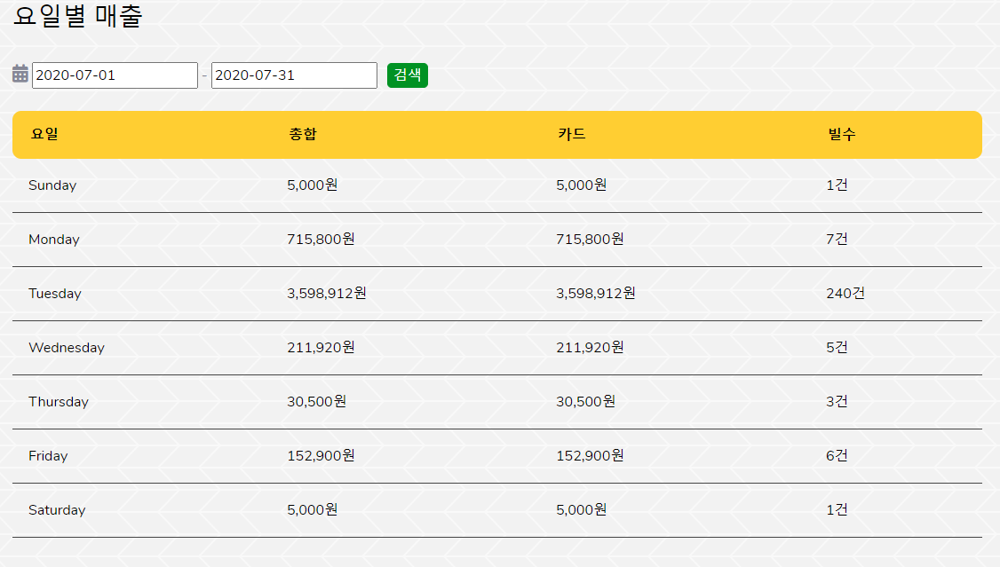 요일별 매출
2020-07-01 - 2020-07-31 검색
요일 총합 카드 빌수
Sunday 5,000원 5,000원 1건
Monday 715,800원 715,800원 7건
Tuesday 3,598,912원 3,598,912원 240건
Wednesday 211,920원 211,920원 5건
Thursday 30,500원 30,500원 3건
Friday 152,900원 152,900원 6건
Saturday 5,000원 5,000원 1건